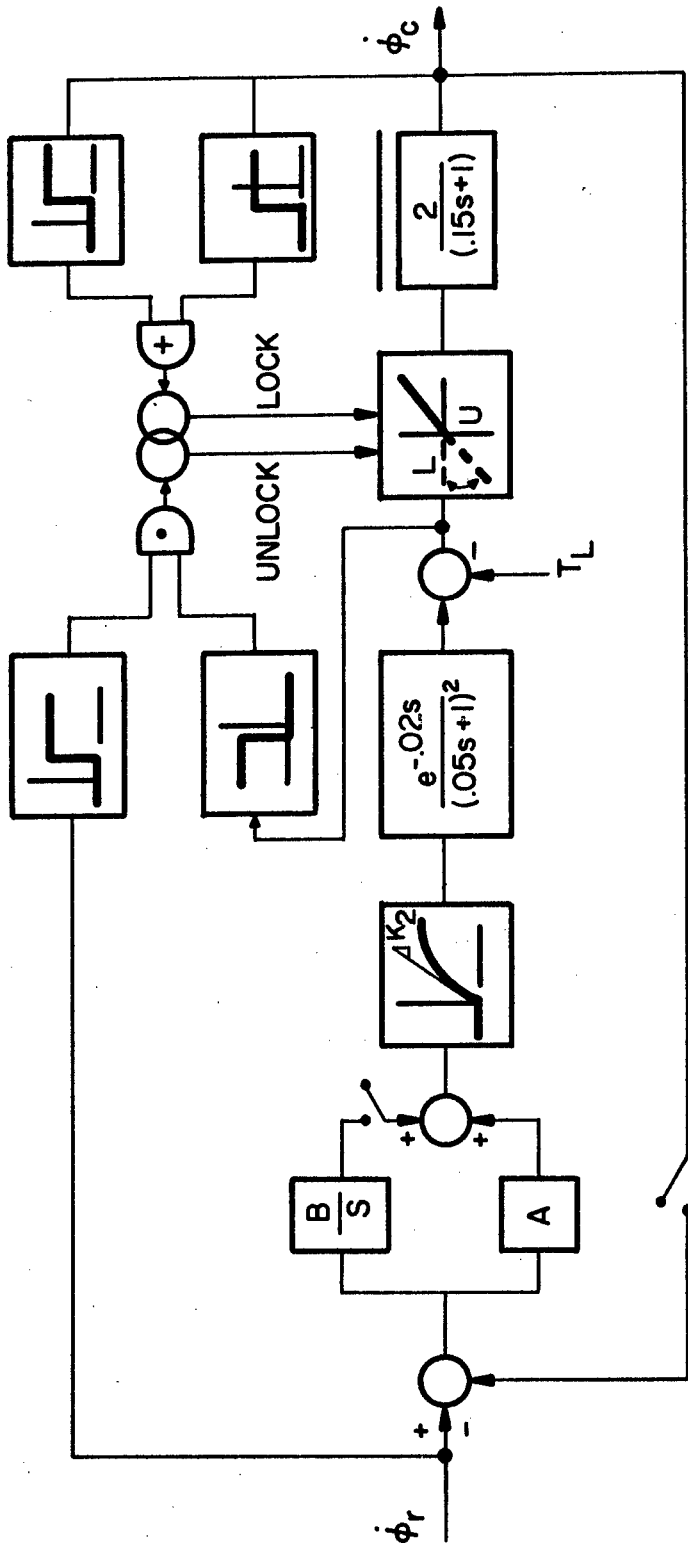 φ̇r
+
-
B
S
A
+
+
K2
e^-.02s
(.05s+1)^2
-
TL
UNLOCK
LOCK
•
+
L
U
2
(.15s+1)
φ̇c